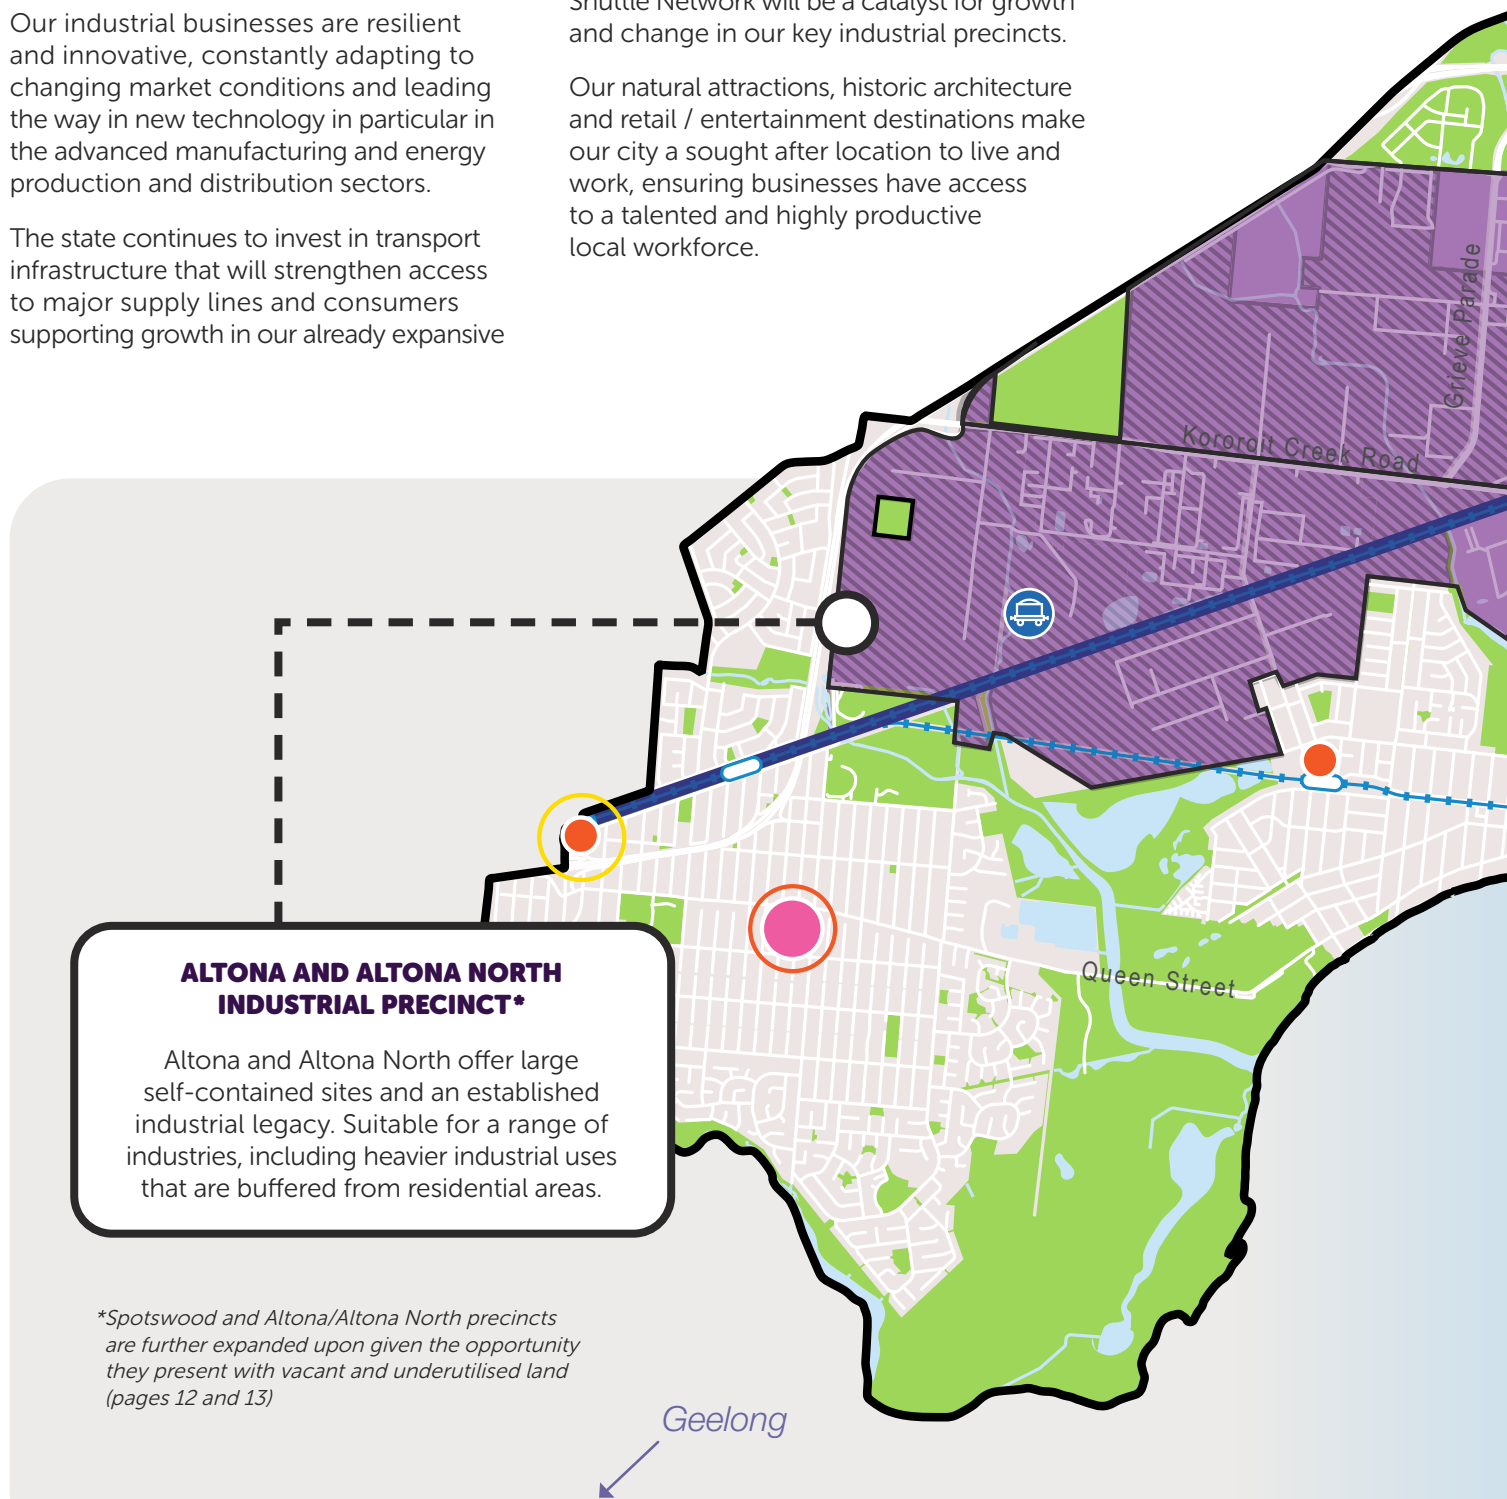 Our industrial businesses are resilient
and innovative, constantly adapting to
changing market conditions and leading
the way in new technology in particular in
the advanced manufacturing and energy
production and distribution sectors.
The state continues to invest in transport
infrastructure that will strengthen access
to major supply lines and consumers
supporting growth in our already expansive
Shuttle Network will be a catalyst for growth
and change in our key industrial precincts.
Our natural attractions, historic architecture
and retail / entertainment destinations make
our city a sought after location to live and
work, ensuring businesses have access
to a talented and highly productive
local workforce.
Grieve Parade
Kororoit Creek Road
Queen Street
ALTONA AND ALTONA NORTH
INDUSTRIAL PRECINCT*
Altona and Altona North offer large
self-contained sites and an established
industrial legacy. Suitable for a range of
industries, including heavier industrial uses
that are buffered from residential areas.
*Spotswood and Altona/Altona North precincts
are further expanded upon given the opportunity
they present with vacant and underutilised land
(pages 12 and 13)
Geelong